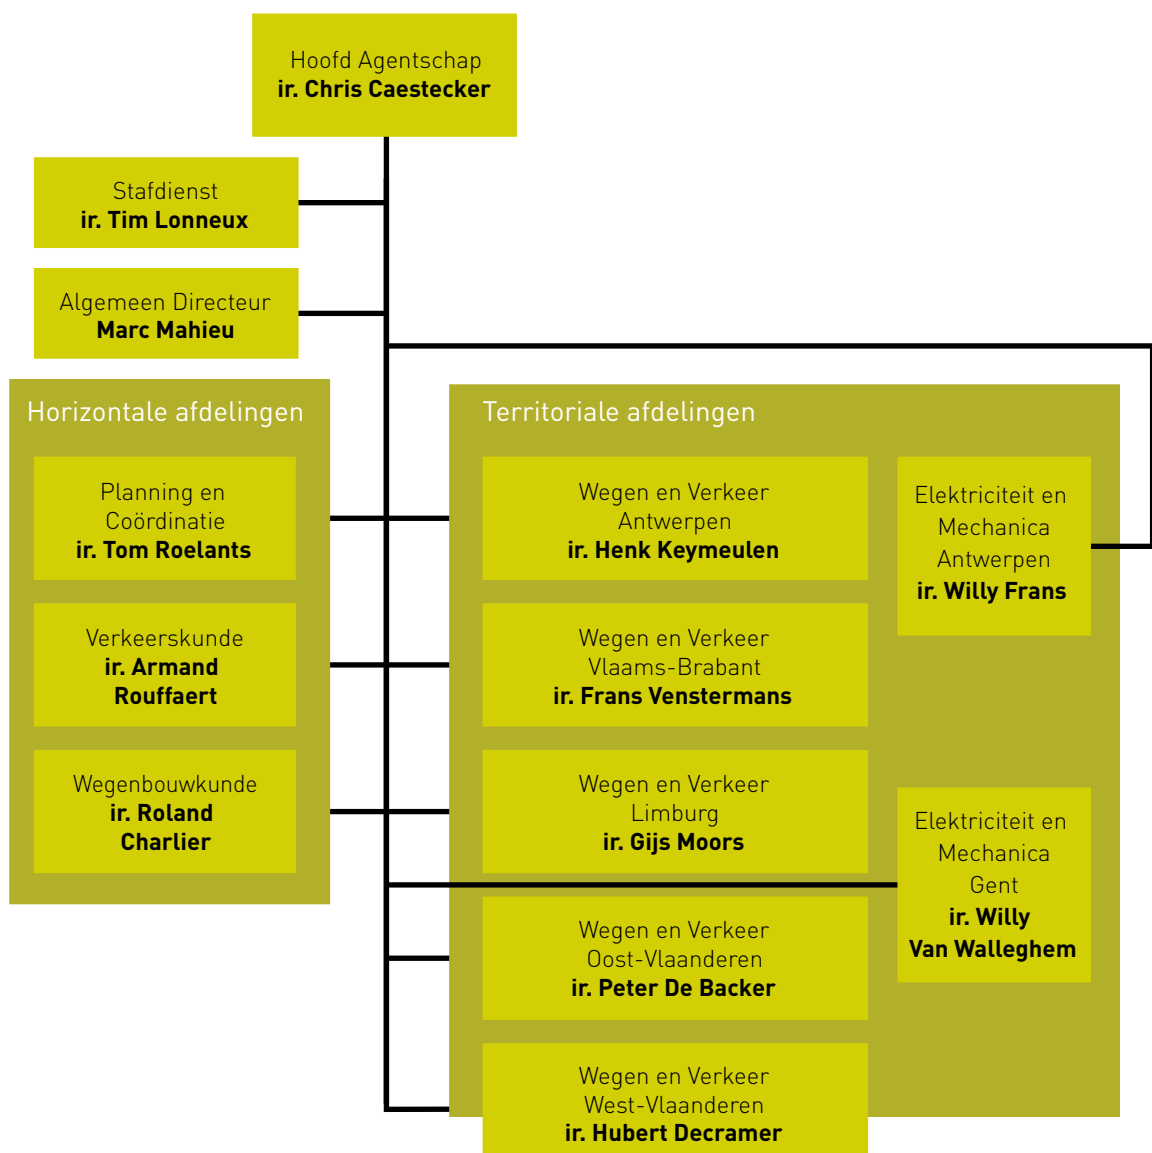 Hoofd Agentschap
ir. Chris Caestecker
Stafdienst
ir. Tim Lonneux
Algemeen Directeur
Marc Mahieu
Horizontale afdelingen
Planning en
Coördinatie
ir. Tom Roelants
Verkeerskunde
ir. Armand
Rouffaert
Wegenbouwkunde
ir. Roland
Charlier
Territoriale afdelingen
Wegen en Verkeer
Antwerpen
ir. Henk Keymeulen
Wegen en Verkeer
Vlaams-Brabant
ir. Frans Venstermans
Wegen en Verkeer
Limburg
ir. Gijs Moors
Wegen en Verkeer
Oost-Vlaanderen
ir. Peter De Backer
Wegen en Verkeer
West-Vlaanderen
ir. Hubert Decramer
Elektriciteit en
Mechanica
Antwerpen
ir. Willy Frans
Elektriciteit en
Mechanica
Gent
ir. Willy
Van Walleghem